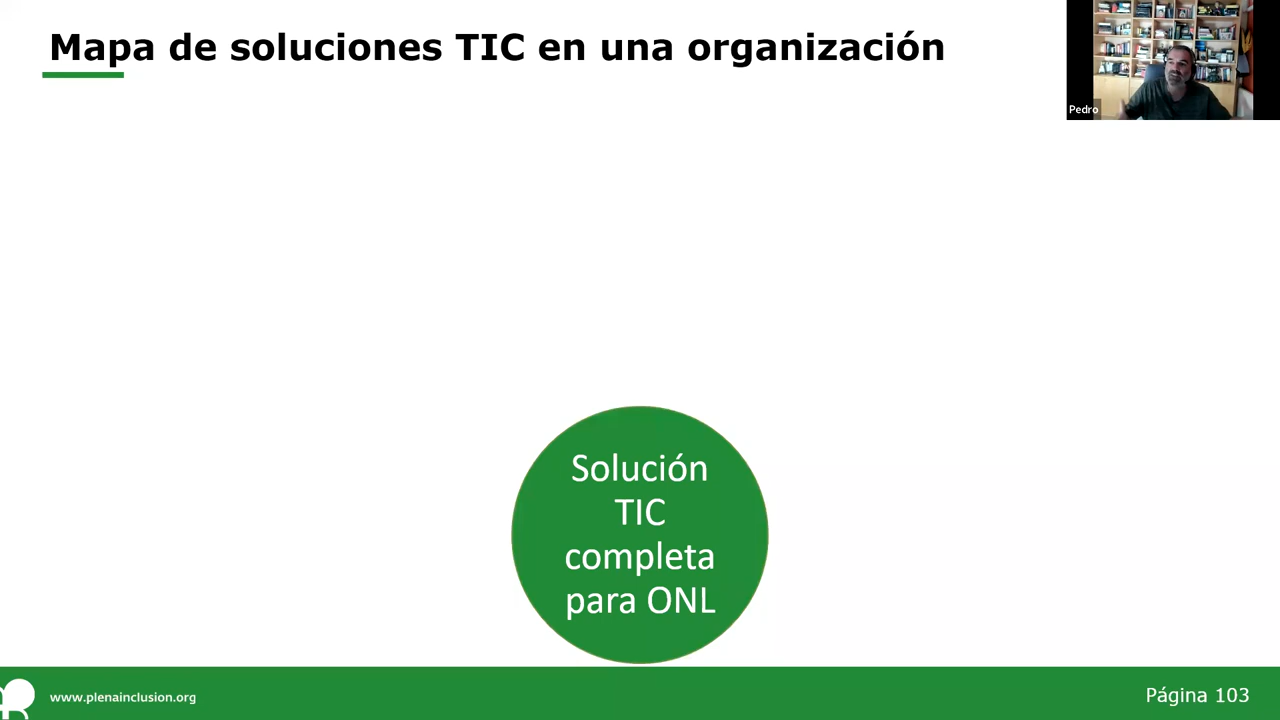 Mapa de soluciones TIC en una organización
Pedro
Solución
TIC
completa
para ONL
www.plenainclusion.org
Página 103